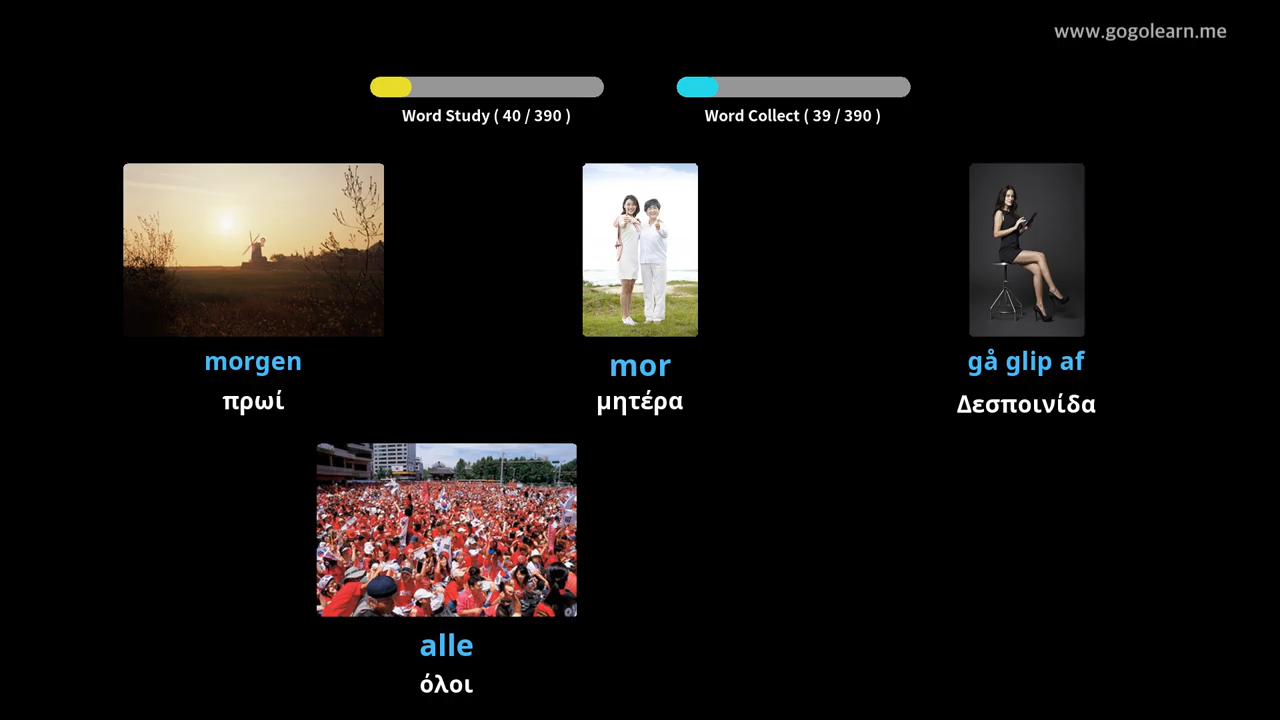 www.gogolearn.me
Word Study ( 40 / 390 )
Word Collect ( 39 / 390 )
morgen
πρωί
mor
μητέρα
gå glip af
Δεσποινίδα
alle
όλοι